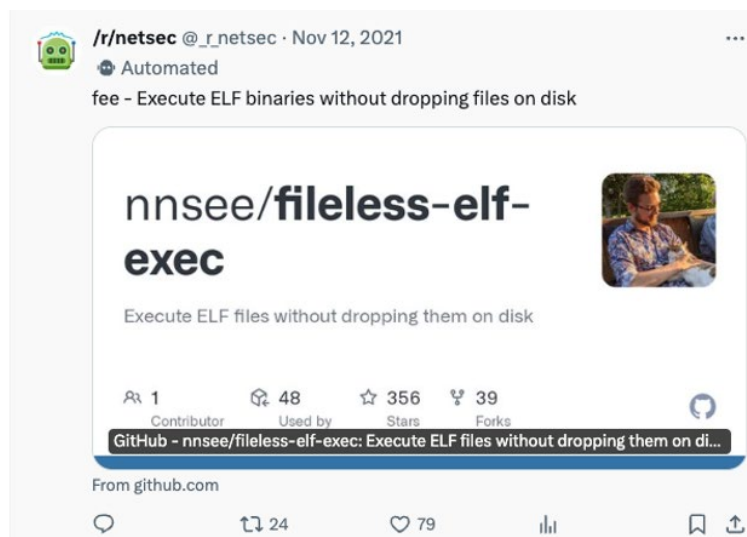 /r/netsec @_r_netsec · Nov 12, 2021
Automated
fee - Execute ELF binaries without dropping files on disk
nnsee/fileless-elf-
exec
Execute ELF files without dropping them on disk
1 48 356 39
Contributor Used by Stars Forks
GitHub - nnsee/fileless-elf-exec: Execute ELF files without dropping them on di...
From github.com
24 79